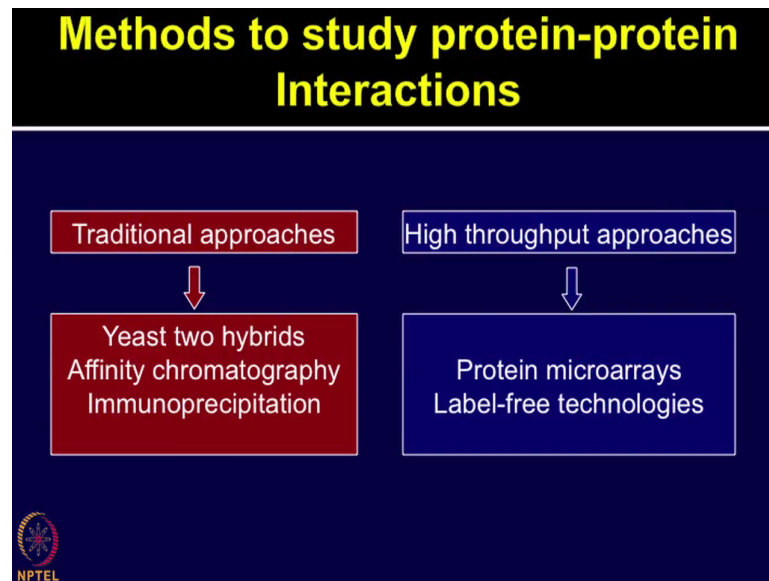 Methods to study protein-protein
Interactions
Traditional approaches
High throughput approaches
Yeast two hybrids
Affinity chromatography
Immunoprecipitation
Protein microarrays
Label-free technologies
NPTEL